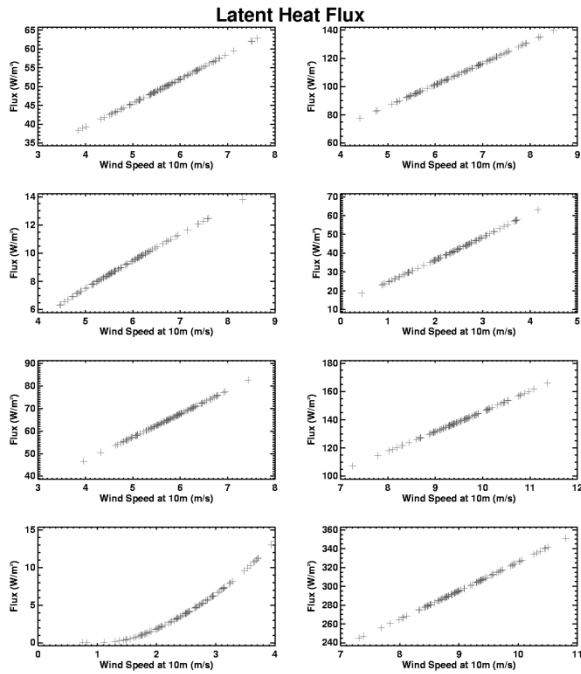 Latent Heat Flux
Flux (W/m²)
65
60
55
50
45
40
35
3 4 5 6 7 8
Wind Speed at 10m (m/s)
Flux (W/m²)
140
120
100
80
60
4 5 6 7 8 9
Wind Speed at 10m (m/s)
Flux (W/m²)
14
12
10
8
6
4 5 6 7 8 9
Wind Speed at 10m (m/s)
Flux (W/m²)
70
60
50
40
30
20
10
0 1 2 3 4 5
Wind Speed at 10m (m/s)
Flux (W/m²)
90
80
70
60
50
40
3 4 5 6 7 8
Wind Speed at 10m (m/s)
Flux (W/m²)
180
160
140
120
100
7 8 9 10 11 12
Wind Speed at 10m (m/s)
Flux (W/m²)
15
10
5
0
0 1 2 3 4
Wind Speed at 10m (m/s)
Flux (W/m²)
360
340
320
300
280
260
240
7 8 9 10 11
Wind Speed at 10m (m/s)